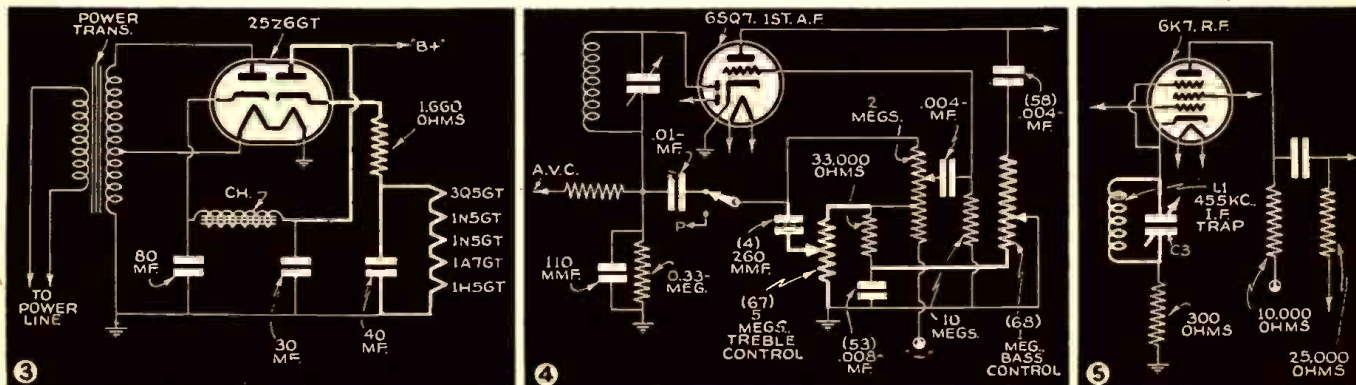 POWER
TRANS.
25Z6GT
"B+"
1,660
OHMS
CH.
3Q5GT
1N5GT
1N5GT
1A7GT
1H5GT
80
MF.
30
MF.
40
MF.
TO
POWER
LINE
3
6SQ7, 1ST. A.F.
2
MEGS.
.004-
MF.
(58)
.004-
MF.
.01-
MF.
33,000
OHMS
A.V.C.
P
110
MMF.
0.33-
MEG.
(4)
260
MMF.
(67)
5
MEGS.,
TREBLE
CONTROL
(53)
.008-
MF.
10
MEGS.
(68)
1
MEG.,
BASS
CONTROL
4
6K7, R.F.
L1
455KC.,
I.F.
TRAP
C3
300
OHMS
10,000
OHMS
25,000
OHMS
5